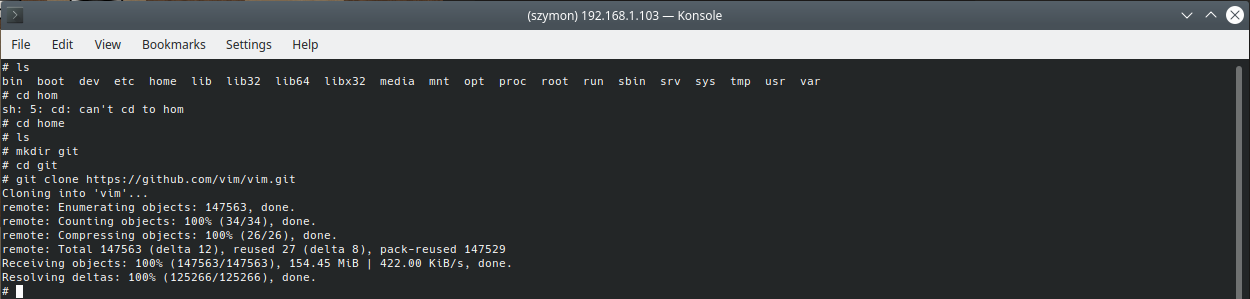 (szymon) 192.168.1.103 — Konsole
File Edit View Bookmarks Settings Help
# ls
bin boot dev etc home lib lib32 lib64 libx32 media mnt opt proc root run sbin srv sys tmp usr var
# cd hom
sh: 5: cd: can't cd to hom
# cd home
# ls
# mkdir git
# cd git
# git clone https://github.com/vim/vim.git
Cloning into 'vim'...
remote: Enumerating objects: 147563, done.
remote: Counting objects: 100% (34/34), done.
remote: Compressing objects: 100% (26/26), done.
remote: Total 147563 (delta 12), reused 27 (delta 8), pack-reused 147529
Receiving objects: 100% (147563/147563), 154.45 MiB | 422.00 KiB/s, done.
Resolving deltas: 100% (125266/125266), done.
#